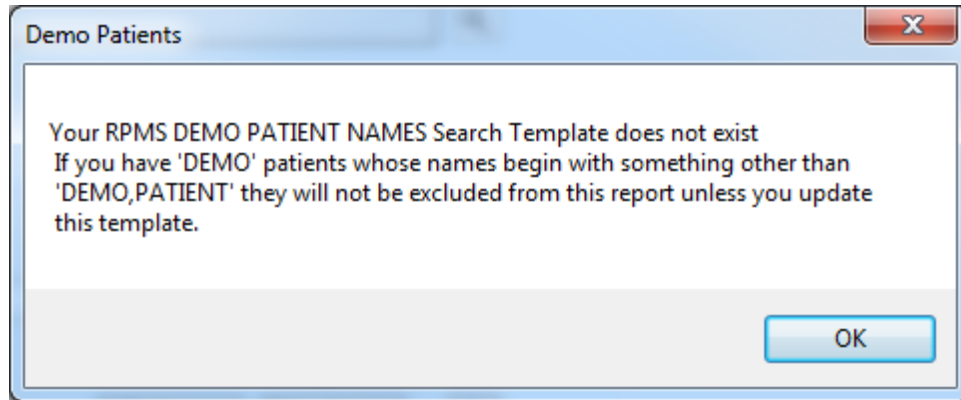 Demo Patients
Your RPMS DEMO PATIENT NAMES Search Template does not exist
If you have 'DEMO' patients whose names begin with something other than
'DEMO,PATIENT' they will not be excluded from this report unless you update
this template.
OK